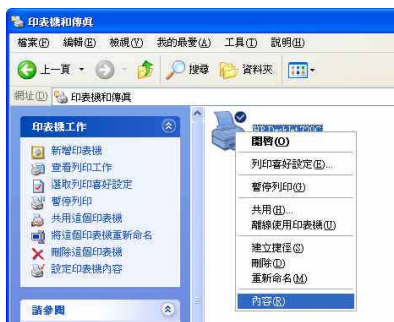 印表機和傳真
檔案(F) 編輯(E) 檢視(V) 我的最愛(A) 工具(T) 說明(H)
上一頁 搜尋 資料夾
網址(D) 印表機和傳真
印表機工作
新增印表機
查看列印工作
選取列印喜好設定
暫停列印
共用這個印表機
將這個印表機重新命名
刪除這個印表機
設定印表機內容
請參閱
HP DeskJet 720C
開啟(O)
列印喜好設定(E)...
暫停列印(G)
共用(H)...
離線使用印表機(U)
建立捷徑(S)
刪除(D)
重新命名(M)
內容(R)